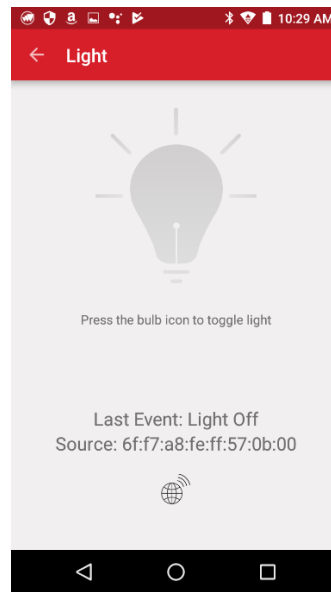 10:29 AM
Light
Press the bulb icon to toggle light
Last Event: Light Off
Source: 6f:f7:a8:fe:ff:57:0b:00